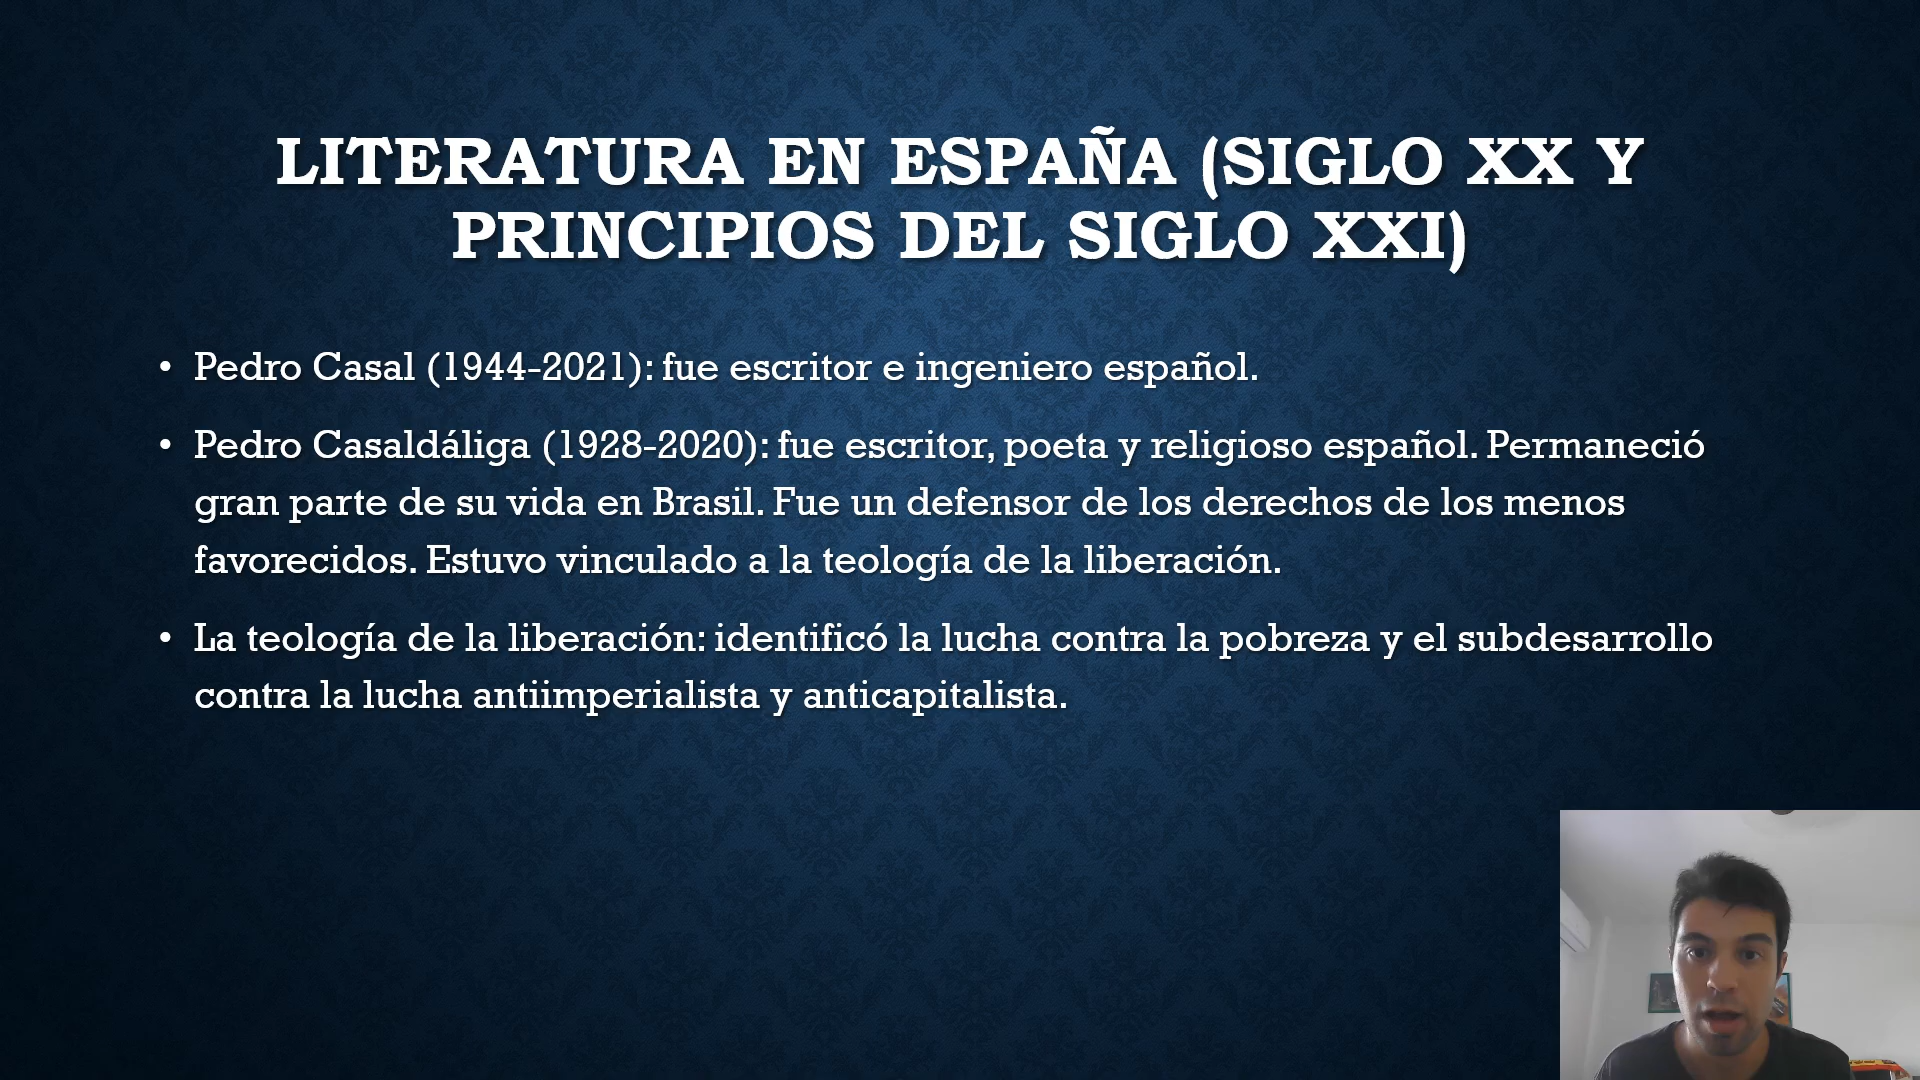 LITERATURA EN ESPAÑA (SIGLO XX Y
PRINCIPIOS DEL SIGLO XXI)
• Pedro Casal (1944-2021): fue escritor e ingeniero español.
• Pedro Casaldáliga (1928-2020): fue escritor, poeta y religioso español. Permaneció
gran parte de su vida en Brasil. Fue un defensor de los derechos de los menos
favorecidos. Estuvo vinculado a la teología de la liberación.
• La teología de la liberación: identificó la lucha contra la pobreza y el subdesarrollo
contra la lucha antiimperialista y anticapitalista.